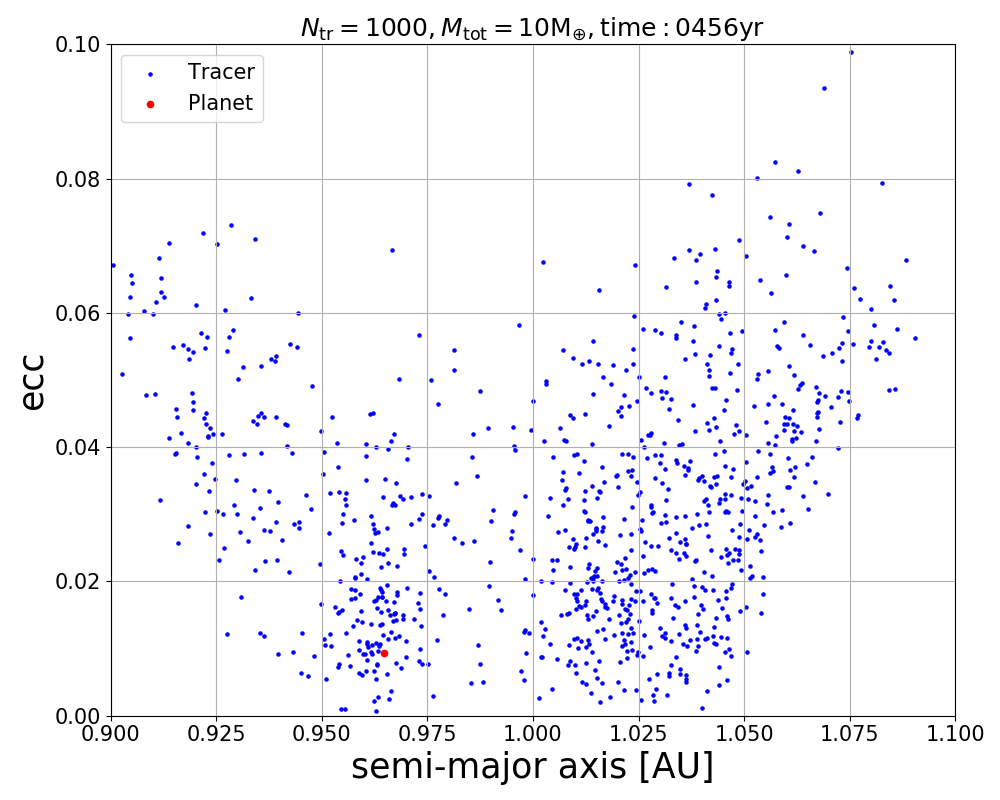 N_tr = 1000, M_tot = 10M_⊕, time : 0456yr
0.10
Tracer
Planet
0.08
0.06
ecc
0.04
0.02
0.00
0.900 0.925 0.950 0.975 1.000 1.025 1.050 1.075 1.100
semi-major axis [AU]